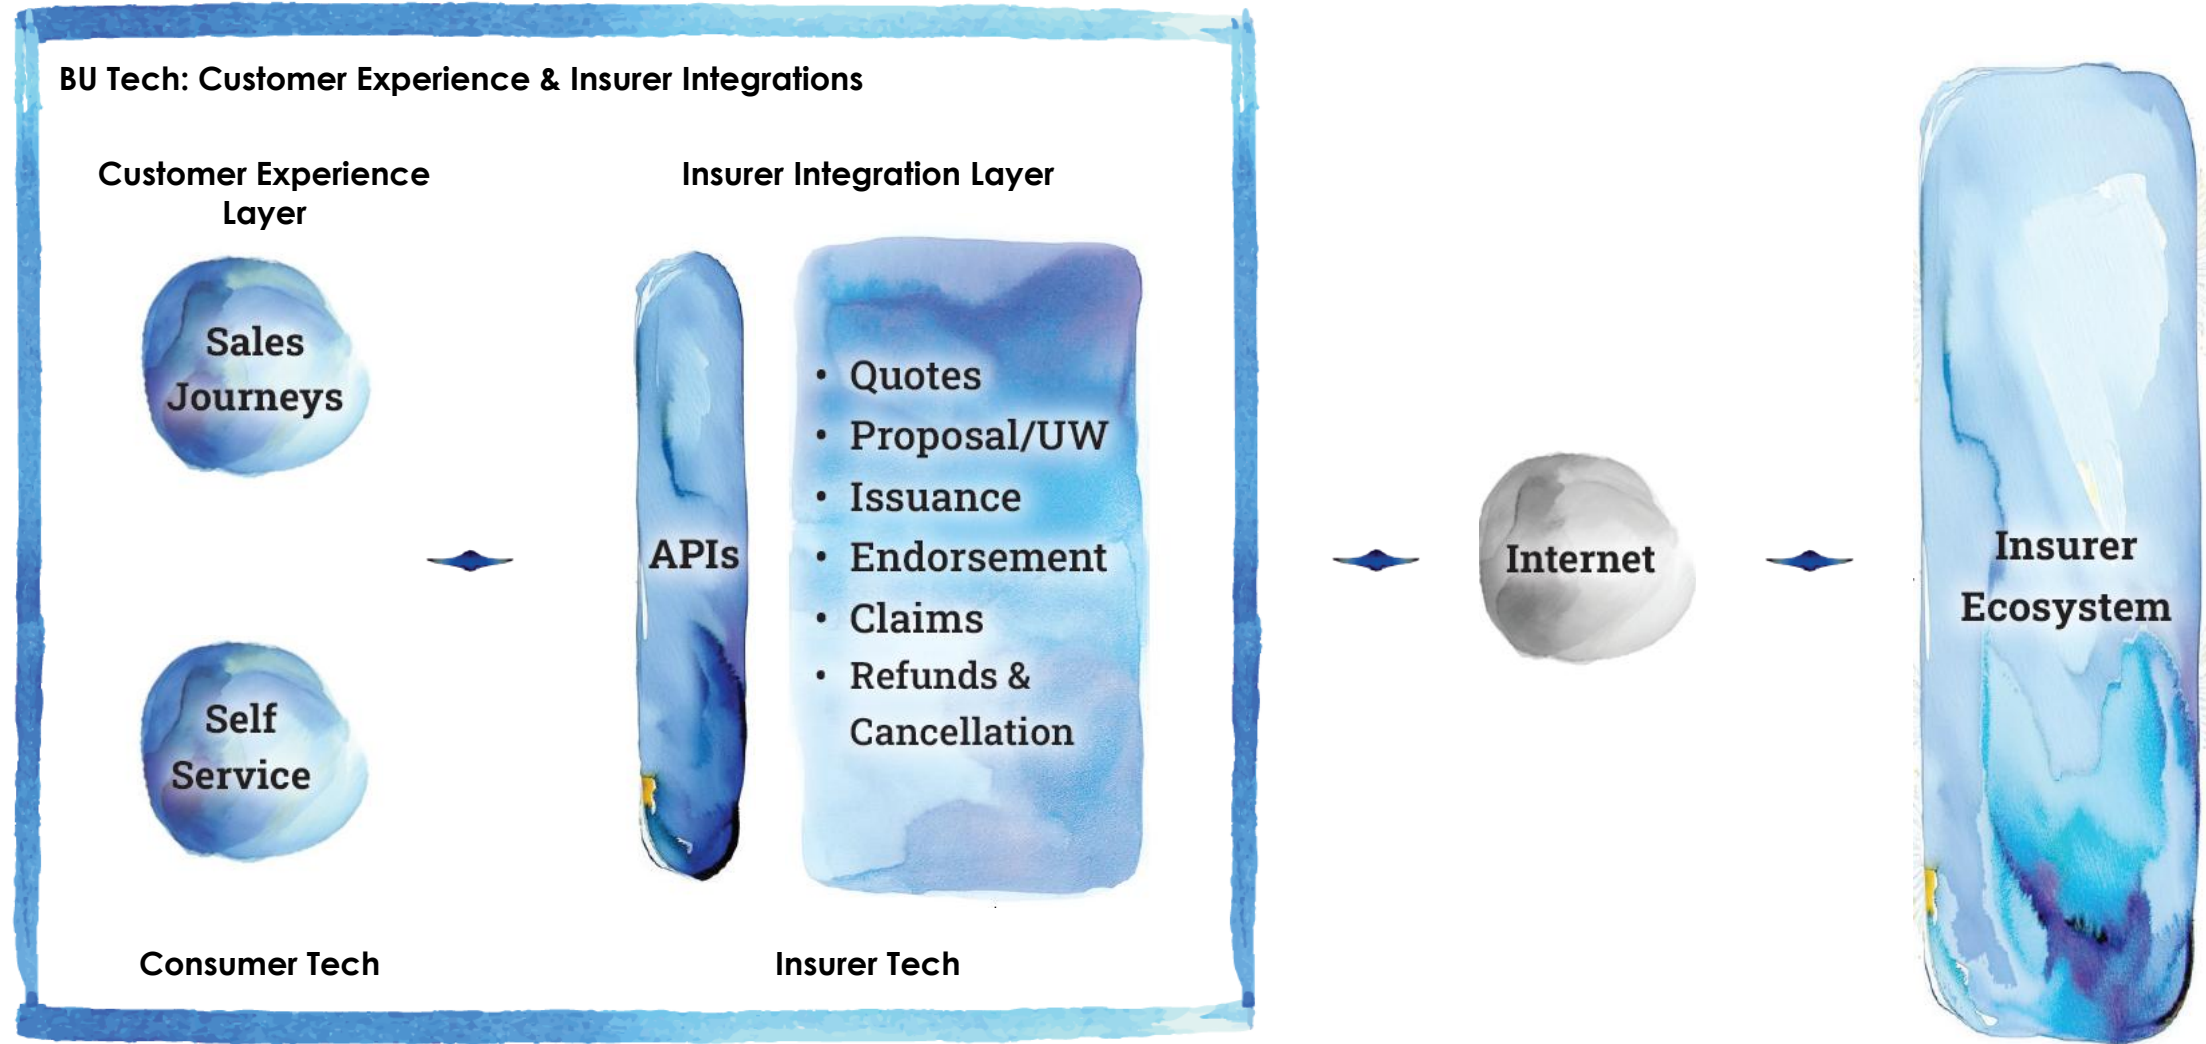 BU Tech: Customer Experience & Insurer Integrations
Customer Experience
Layer
Sales
Journeys
Self
Service
Consumer Tech
Insurer Integration Layer
APIs
• Quotes
• Proposal/UW
• Issuance
• Endorsement
• Claims
• Refunds &
Cancellation
Insurer Tech
Internet
Insurer
Ecosystem